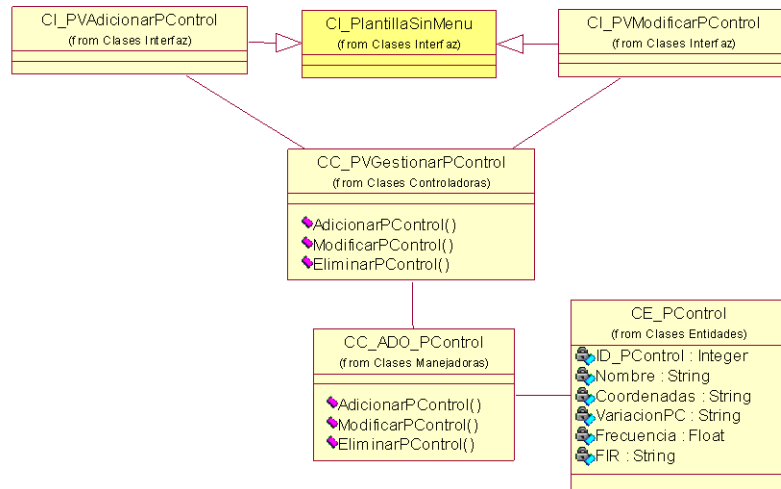 CI_PVAdicionarPControl
(from Clases Interfaz)
CI_PlantillaSinMenu
(from Clases Interfaz)
CI_PVModificarPControl
(from Clases Interfaz)
CC_PVGestionarPControl
(from Clases Controladoras)
AdicionarPControl()
ModificarPControl()
EliminarPControl()
CC_ADO_PControl
(from Clases Manejadoras)
AdicionarPControl()
ModificarPControl()
EliminarPControl()
CE_PControl
(from Clases Entidades)
ID_PControl : Integer
Nombre : String
Coordenadas : String
VariacionPC : String
Frecuencia : Float
FIR : String